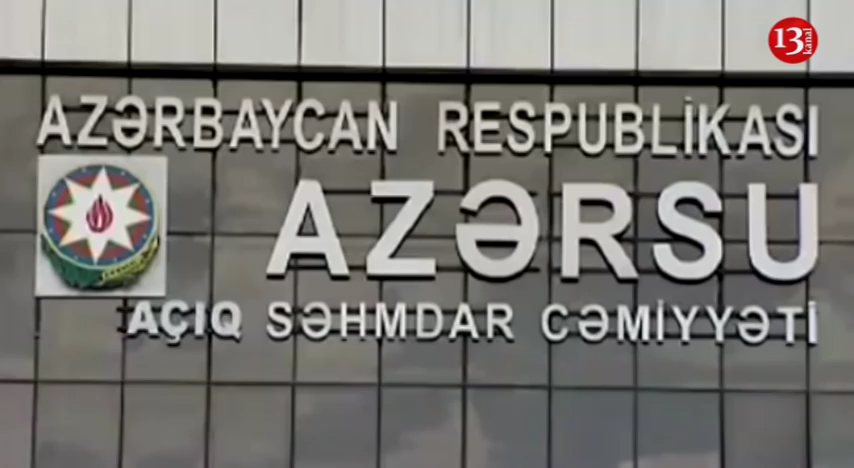 13
kanal
AZƏRBAYCAN RESPUBLİKASI
AZƏRSU
AÇIQ SƏHMDAR CƏMİYYƏTİ